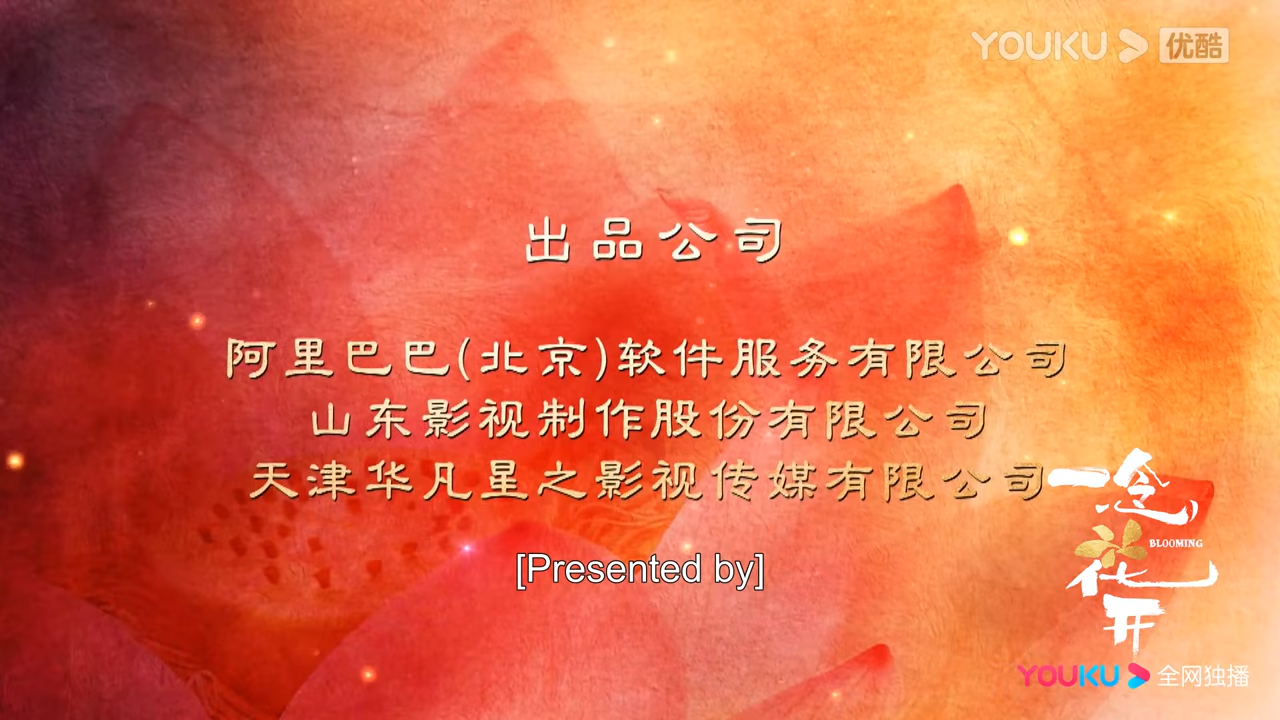 YOUKU 优酷
出品公司
阿里巴巴(北京)软件服务有限公司
山东影视制作股份有限公司
天津华凡星之影视传媒有限公司
一念
花
BLOOMING
开
[Presented by]
YOUKU 全网独播